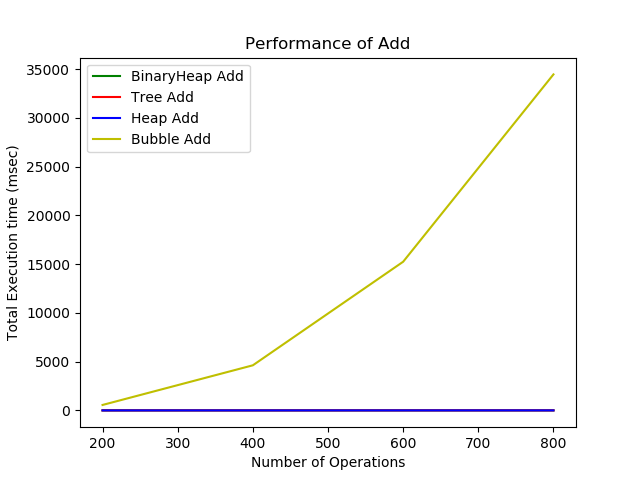 Performance of Add
BinaryHeap Add
Tree Add
Heap Add
Bubble Add
35000
30000
25000
20000
15000
10000
5000
0
Total Execution time (msec)
200 300 400 500 600 700 800
Number of Operations